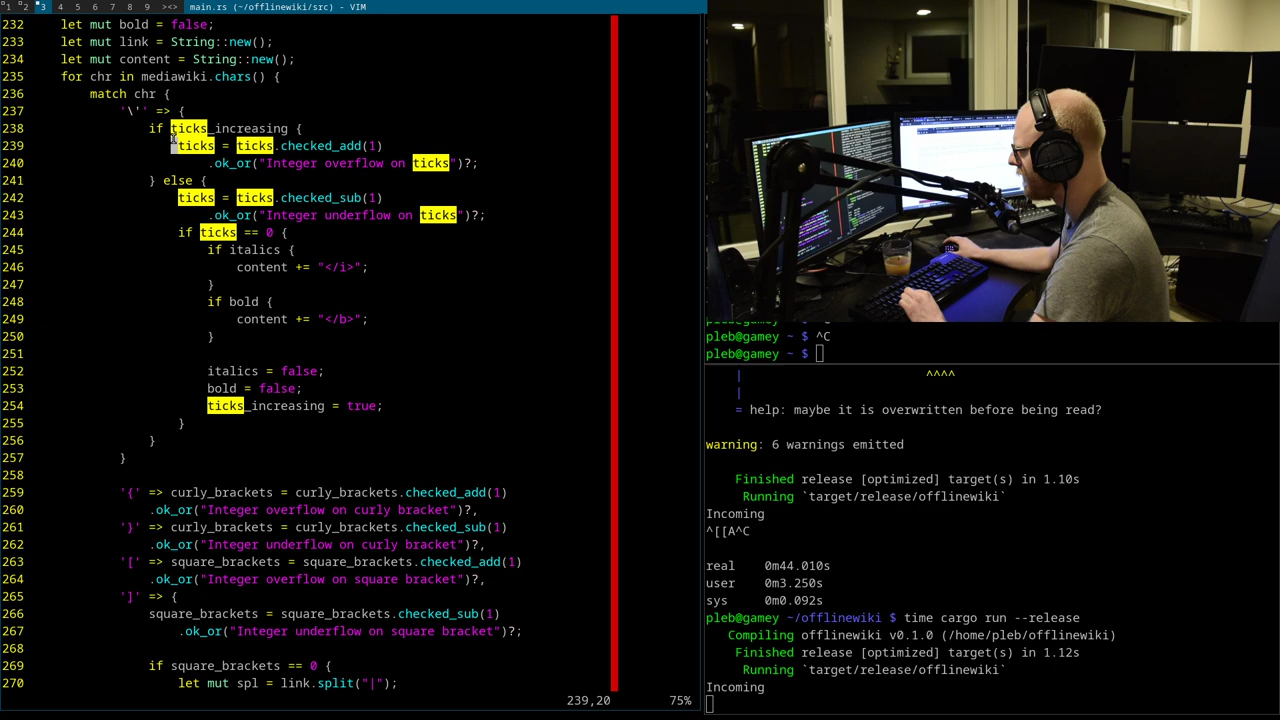 1 2 3 4 5 6 7 8 9 ><> main.rs (~/offlinewiki/src) - VIM
232     let mut bold = false;
233     let mut link = String::new();
234     let mut content = String::new();
235     for chr in mediawiki.chars() {
236         match chr {
237             '\'' => {
238                 if ticks_increasing {
239                     ticks = ticks.checked_add(1)
240                         .ok_or("Integer overflow on ticks")?;
241                 } else {
242                     ticks = ticks.checked_sub(1)
243                         .ok_or("Integer underflow on ticks")?;
244                     if ticks == 0 {
245                         if italics {
246                             content += "</i>";
247                         }
248                         if bold {
249                             content += "</b>";
250                         }
251
252                         italics = false;
253                         bold = false;
254                         ticks_increasing = true;
255                     }
256                 }
257             }
258
259             '{' => curly_brackets = curly_brackets.checked_add(1)
260                 .ok_or("Integer overflow on curly bracket")?,
261             '}' => curly_brackets = curly_brackets.checked_sub(1)
262                 .ok_or("Integer underflow on curly bracket")?,
263             '[' => square_brackets = square_brackets.checked_add(1)
264                 .ok_or("Integer overflow on square bracket")?,
265             ']' => {
266                 square_brackets = square_brackets.checked_sub(1)
267                     .ok_or("Integer underflow on square bracket")?;
268
269                 if square_brackets == 0 {
270                     let mut spl = link.split("|");
239,20 75%
pleb@gamey ~ $ ^C
pleb@gamey ~ $
| ^^^^
|
= help: maybe it is overwritten before being read?
warning: 6 warnings emitted
Finished release [optimized] target(s) in 1.10s
Running `target/release/offlinewiki`
Incoming
^[[A^C
real 0m44.010s
user 0m3.250s
sys 0m0.092s
pleb@gamey ~/offlinewiki $ time cargo run --release
Compiling offlinewiki v0.1.0 (/home/pleb/offlinewiki)
Finished release [optimized] target(s) in 1.12s
Running `target/release/offlinewiki`
Incoming